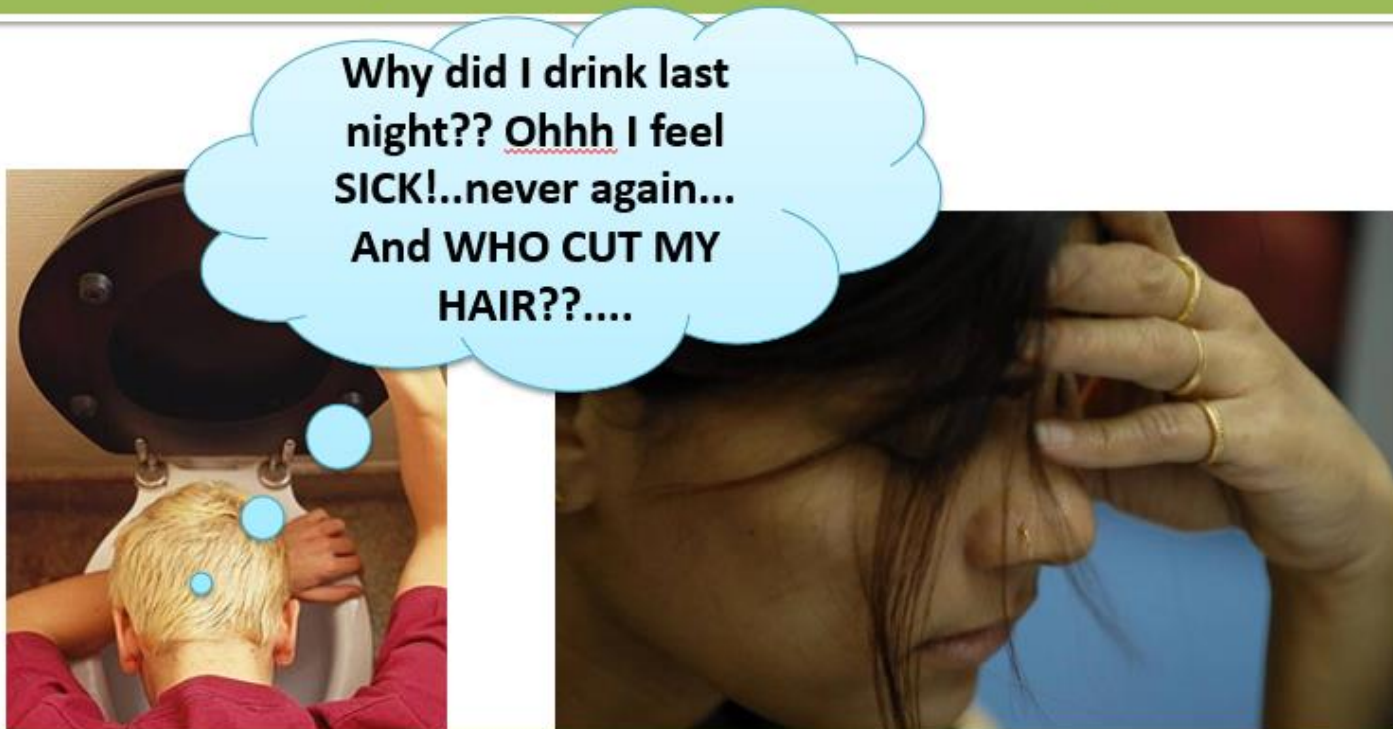 Why did I drink last
night?? Ohhh I feel
SICK!..never again...
And WHO CUT MY
HAIR??....